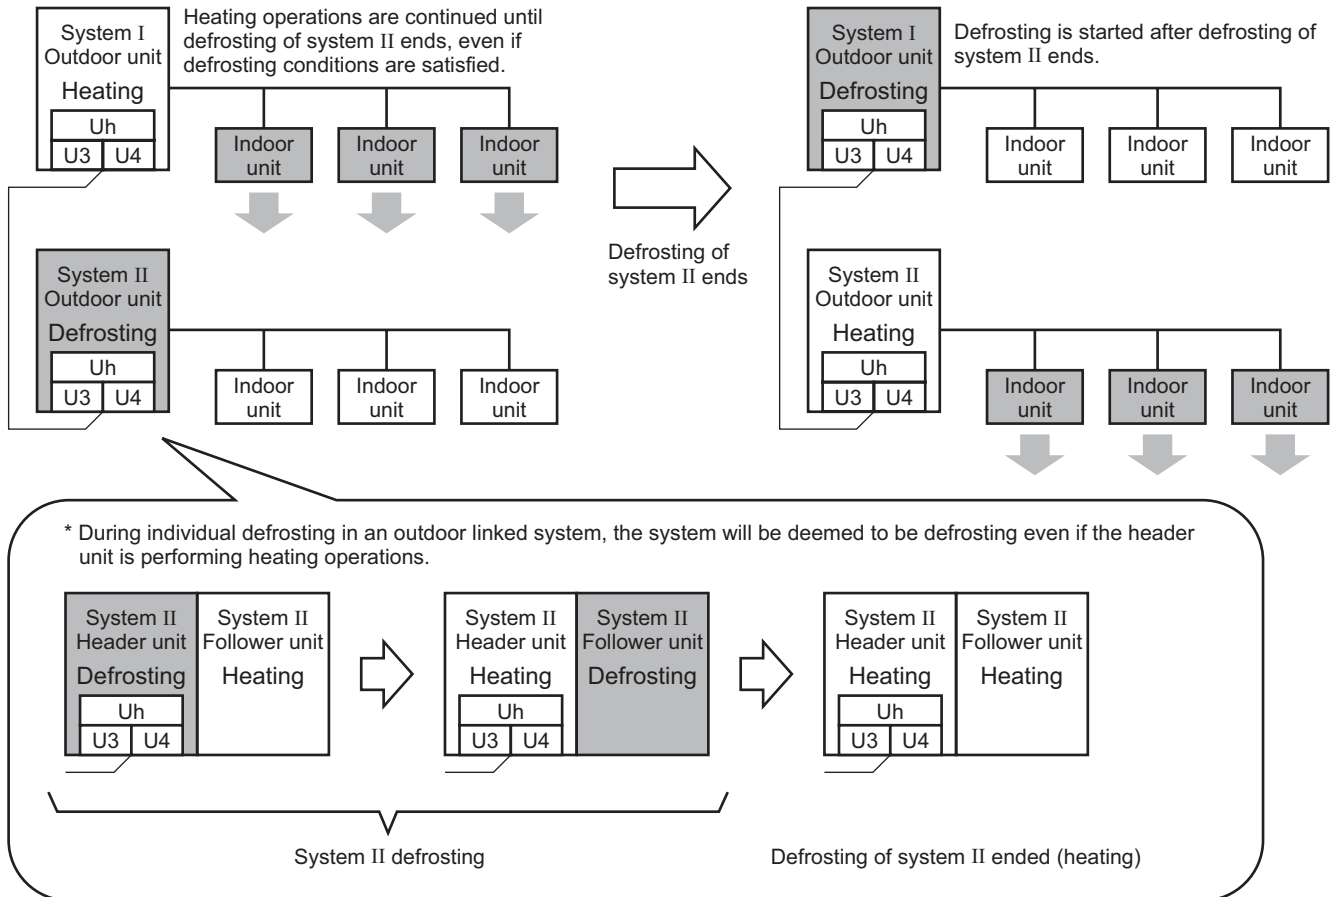 System I
Outdoor unit
Heating
Uh
U3 U4
Heating operations are continued until
defrosting of system II ends, even if
defrosting conditions are satisfied.
Indoor
unit
Indoor
unit
Indoor
unit
System II
Outdoor unit
Defrosting
Uh
U3 U4
Indoor
unit
Indoor
unit
Indoor
unit
Defrosting of
system II ends
System I
Outdoor unit
Defrosting
Uh
U3 U4
Defrosting is started after defrosting of
system II ends.
Indoor
unit
Indoor
unit
Indoor
unit
System II
Outdoor unit
Heating
Uh
U3 U4
Indoor
unit
Indoor
unit
Indoor
unit
* During individual defrosting in an outdoor linked system, the system will be deemed to be defrosting even if the header
unit is performing heating operations.
System II
Header unit
Defrosting
Uh
U3 U4
System II
Follower unit
Heating
System II
Header unit
Heating
Uh
U3 U4
System II
Follower unit
Defrosting
System II
Header unit
Heating
Uh
U3 U4
System II
Follower unit
Heating
System II defrosting
Defrosting of system II ended (heating)